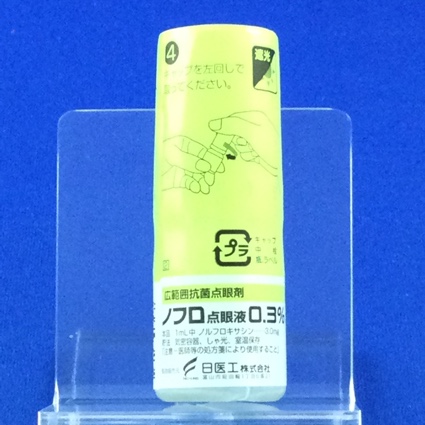 4
キャップを左回しで
取ってください。
遮光
プラ
キャップ
中栓
瓶,ラベル
広範囲抗菌点眼剤
ノフロ点眼液0.3%
1mL中 ノルフロキサシン 3.0mg
気密容器、しゃ光、室温保存
注意-医師等の処方箋により使用すること
日医工株式会社